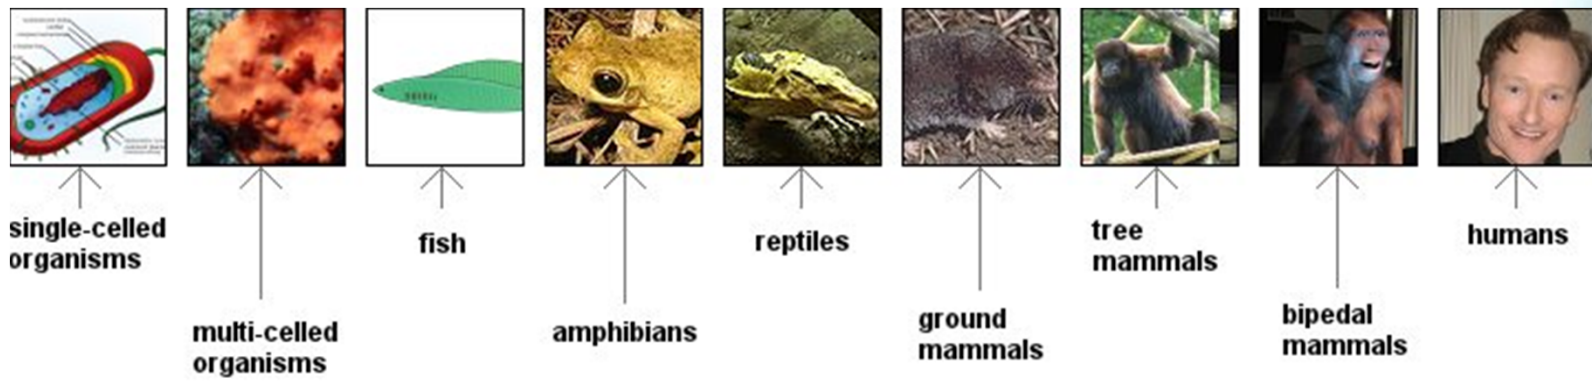 single-celled
organisms
multi-celled
organisms
fish
amphibians
reptiles
ground
mammals
tree
mammals
bipedal
mammals
humans